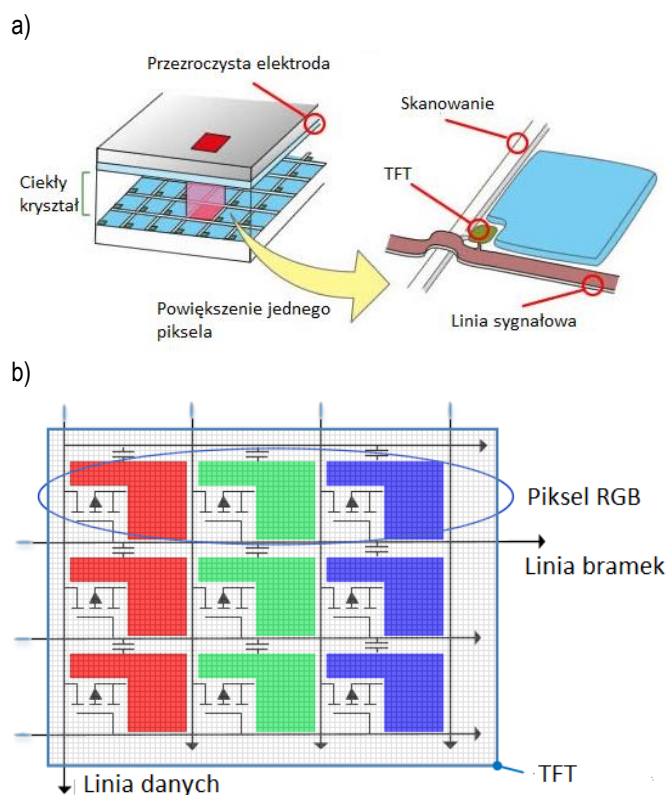 a)
Przezroczysta elektroda
Skanowanie
TFT
Ciekły
kryształ
Powiększenie jednego
piksela
Linia sygnałowa
b)
Piksel RGB
Linia bramek
TFT
Linia danych